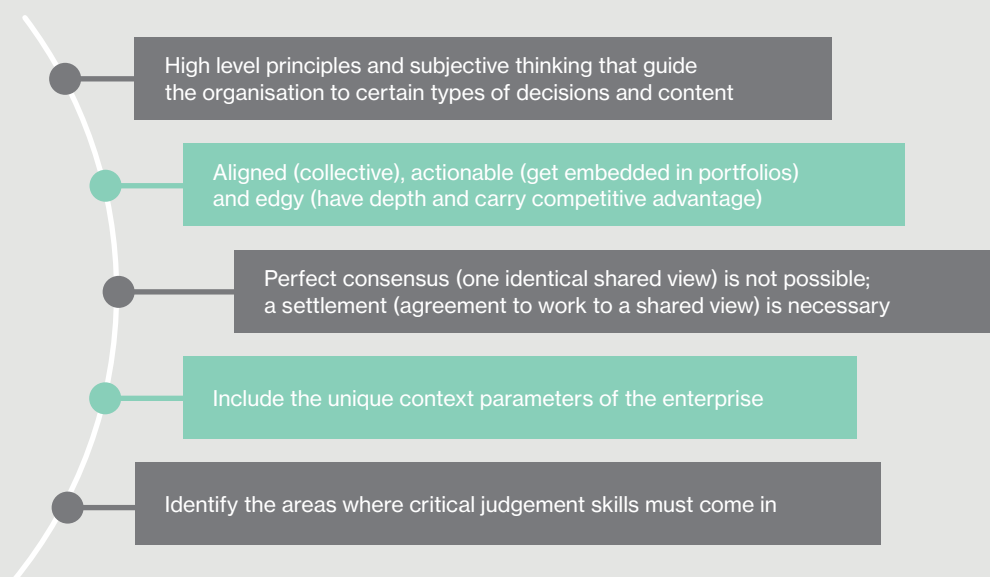 High level principles and subjective thinking that guide
the organisation to certain types of decisions and content
Aligned (collective), actionable (get embedded in portfolios)
and edgy (have depth and carry competitive advantage)
Perfect consensus (one identical shared view) is not possible;
a settlement (agreement to work to a shared view) is necessary
Include the unique context parameters of the enterprise
Identify the areas where critical judgement skills must come in